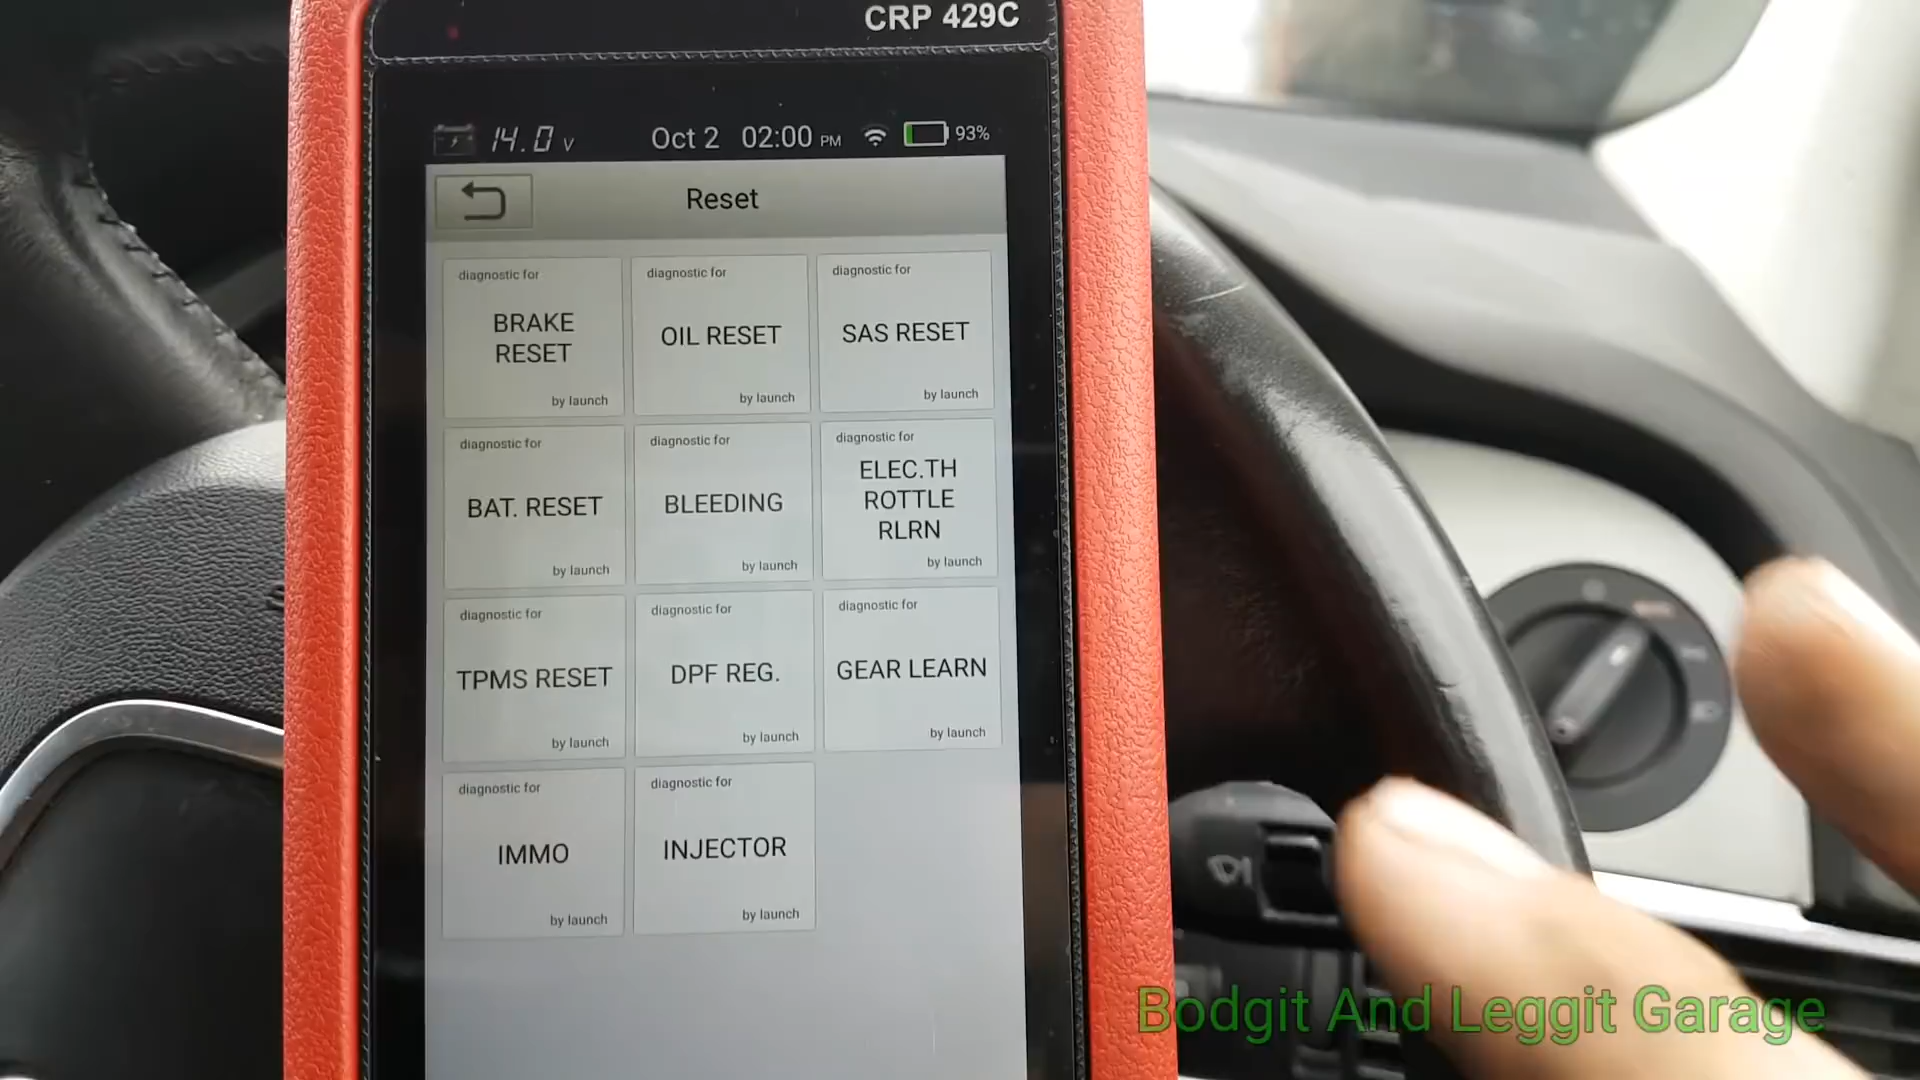 CRP 429C
14.0 V Oct 2 02:00 PM 93%
Reset
diagnostic for
BRAKE
RESET
by launch
diagnostic for
OIL RESET
by launch
diagnostic for
SAS RESET
by launch
diagnostic for
BAT. RESET
by launch
diagnostic for
BLEEDING
by launch
diagnostic for
ELEC.TH
ROTTLE
RLRN
by launch
diagnostic for
TPMS RESET
by launch
diagnostic for
DPF REG.
by launch
diagnostic for
GEAR LEARN
by launch
diagnostic for
IMMO
by launch
diagnostic for
INJECTOR
by launch
Bodgit And Leggit Garage